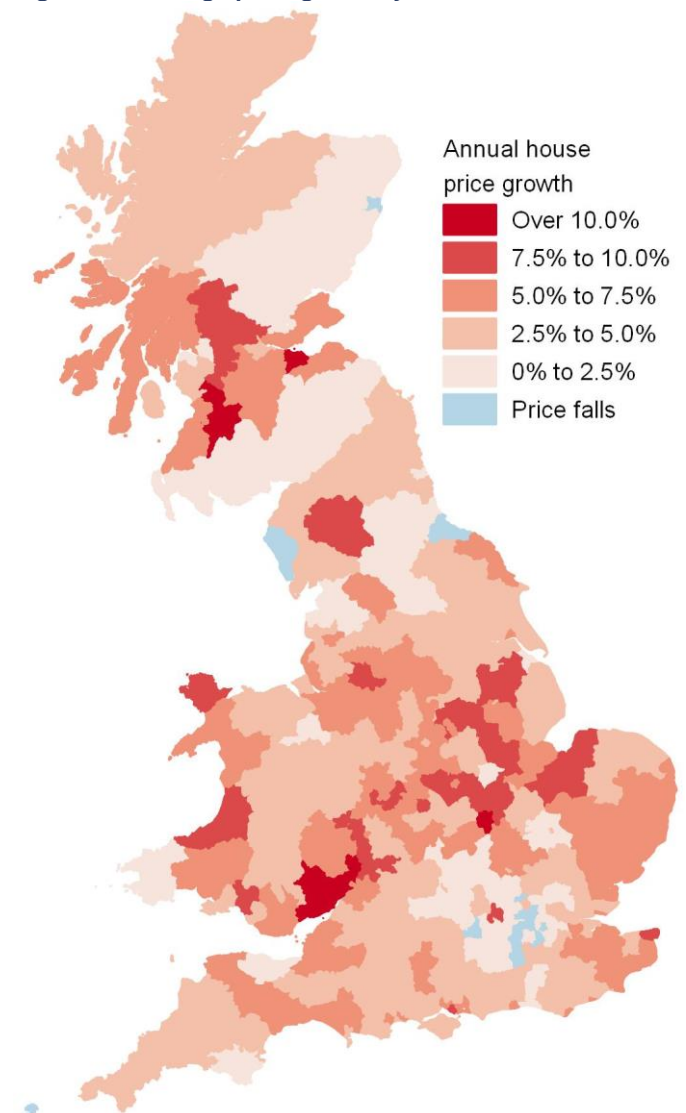 Annual house
price growth
Over 10.0%
7.5% to 10.0%
5.0% to 7.5%
2.5% to 5.0%
0% to 2.5%
Price falls